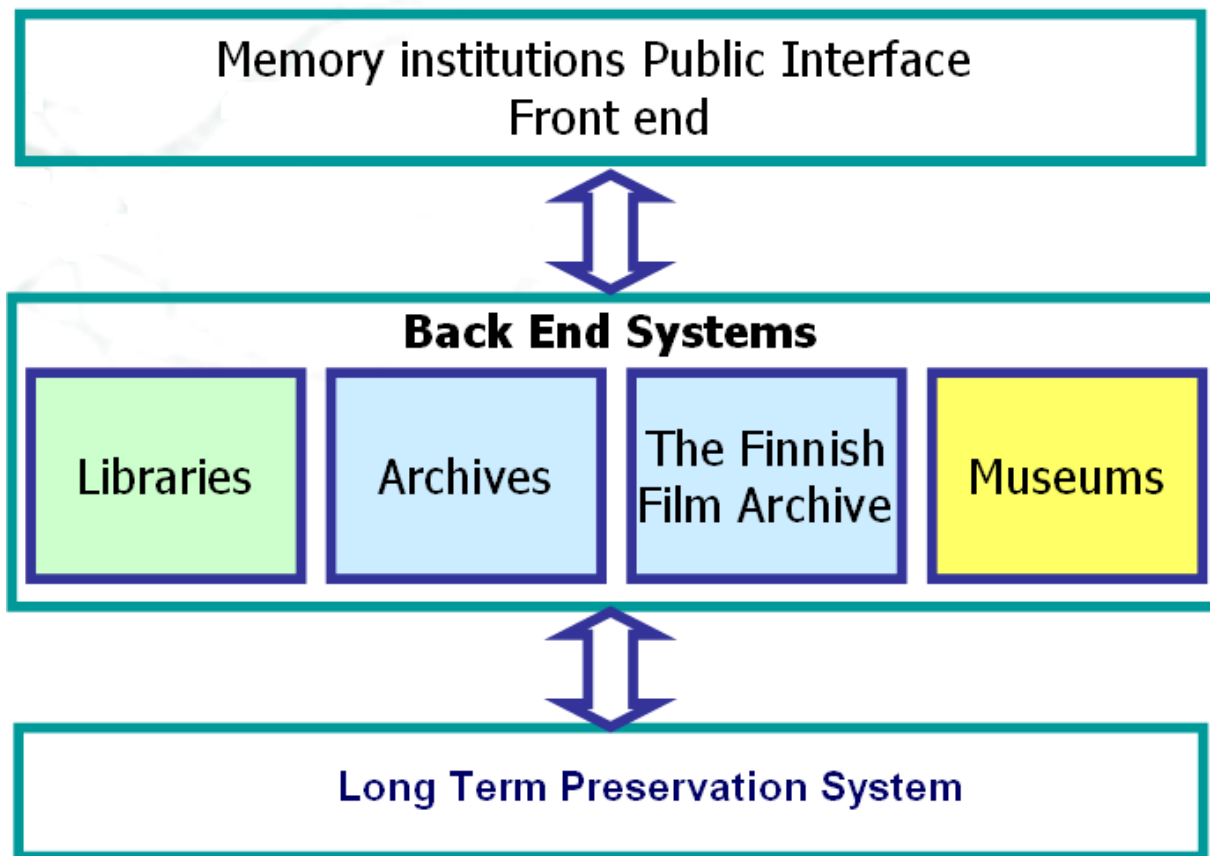 Memory institutions Public Interface
Front end
Back End Systems
Libraries
Archives
The Finnish
Film Archive
Museums
Long Term Preservation System